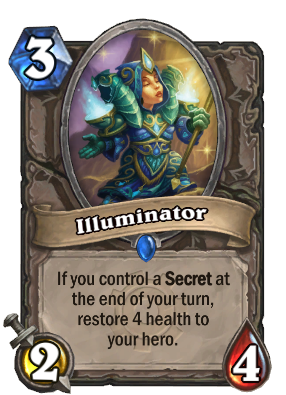 3
Illuminator
If you control a Secret at
the end of your turn,
restore 4 health to
your hero.
2
4